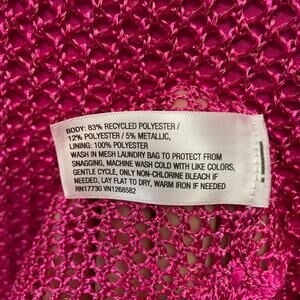 BODY: 83% RECYCLED POLYESTER /
12% POLYESTER / 5% METALLIC,
LINING: 100% POLYESTER
WASH IN MESH LAUNDRY BAG TO PROTECT FROM
SNAGGING, MACHINE WASH COLD WITH LIKE COLORS,
GENTLE CYCLE, ONLY NON-CHLORINE BLEACH IF
NEEDED, LAY FLAT TO DRY, WARM IRON IF NEEDED
RN17730 VN1268582